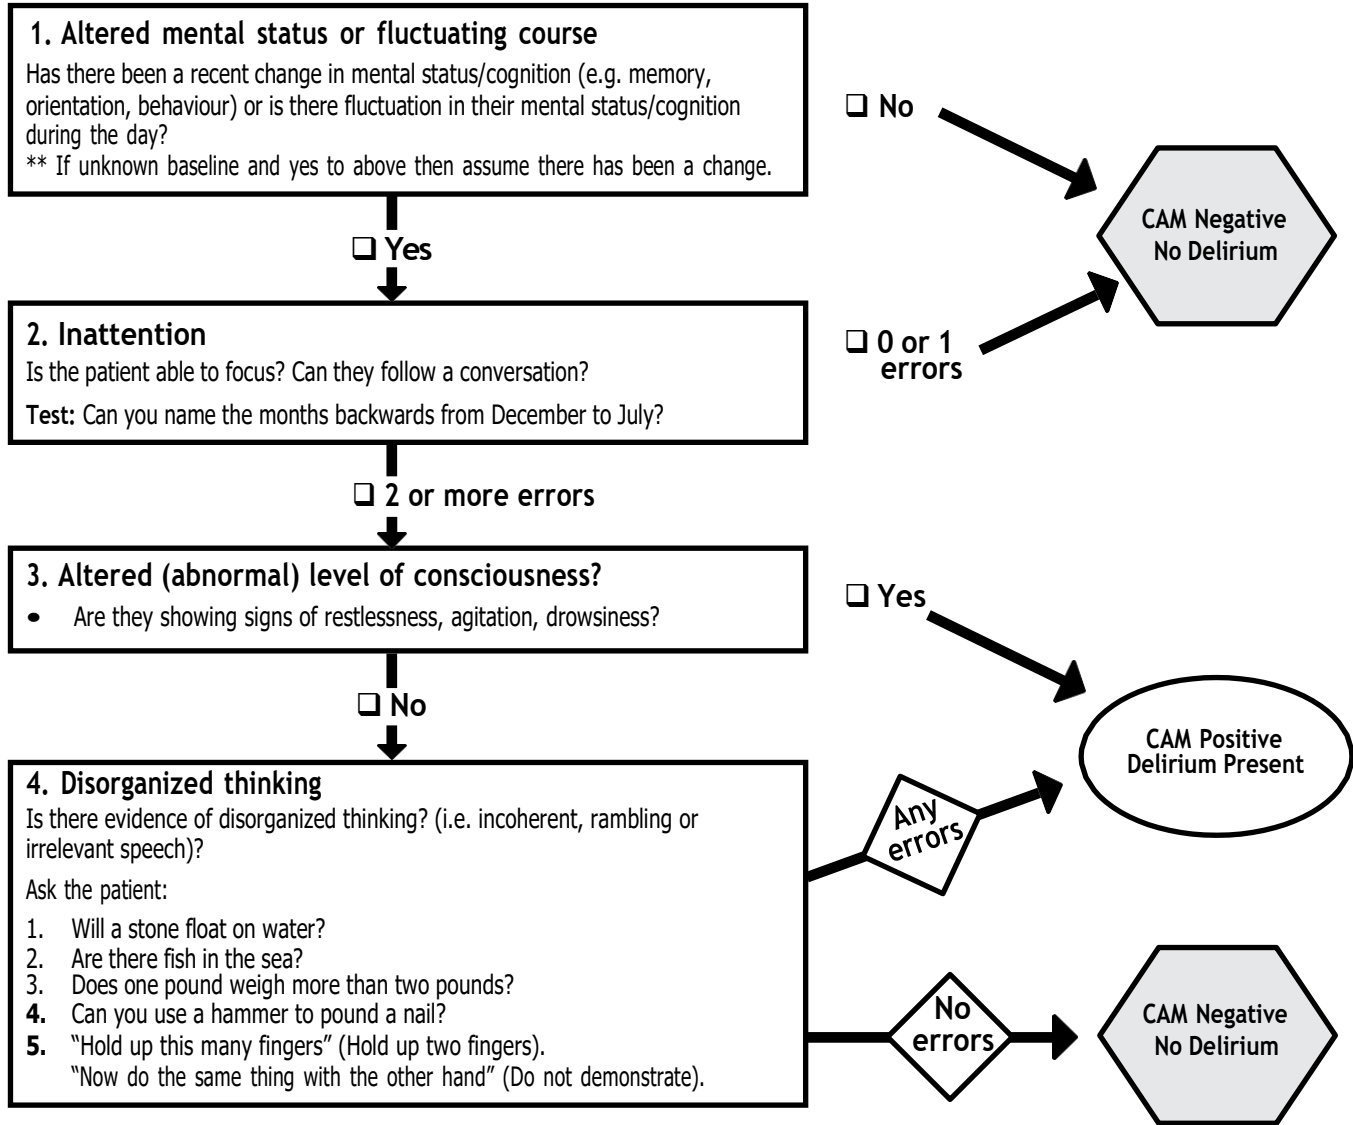 1. Altered mental status or fluctuating course
Has there been a recent change in mental status/cognition (e.g. memory,
orientation, behaviour) or is there fluctuation in their mental status/cognition
during the day?
** If unknown baseline and yes to above then assume there has been a change.
❑ No
CAM Negative
No Delirium
❑ Yes
2. Inattention
Is the patient able to focus? Can they follow a conversation?
Test: Can you name the months backwards from December to July?
❑ 0 or 1
errors
❑ 2 or more errors
3. Altered (abnormal) level of consciousness?
• Are they showing signs of restlessness, agitation, drowsiness?
❑ Yes
❑ No
CAM Positive
Delirium Present
4. Disorganized thinking
Is there evidence of disorganized thinking? (i.e. incoherent, rambling or
irrelevant speech)?
Ask the patient:
1. Will a stone float on water?
2. Are there fish in the sea?
3. Does one pound weigh more than two pounds?
4. Can you use a hammer to pound a nail?
5. “Hold up this many fingers” (Hold up two fingers).
“Now do the same thing with the other hand” (Do not demonstrate).
Any
errors
No
errors
CAM Negative
No Delirium